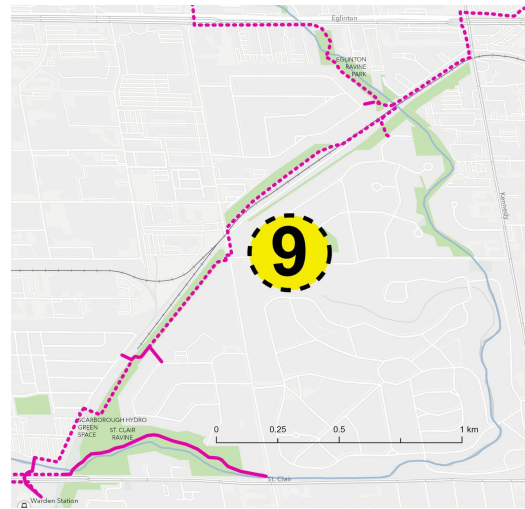 Eglinton
EGLINTON
RAVINE
PARK
Kennedy
9
SCARBOROUGH HYDRO
GREEN
SPACE
ST. CLAIR
RAVINE
0 0.25 0.5 1 km
St. Clair
Warden Station